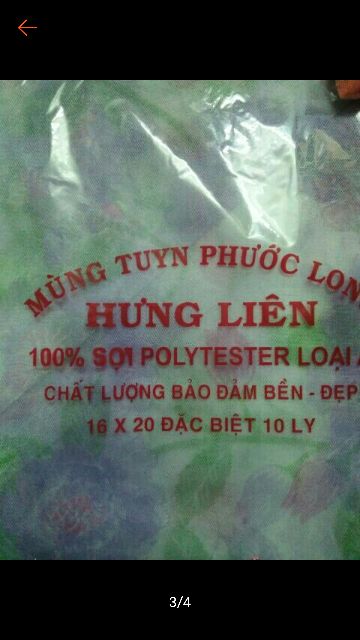 MÙNG TUYN PHƯỚC LON
HƯNG LIÊN
100% SỢI POLYTESTER LOẠI
CHẤT LƯỢNG BẢO ĐẢM BỀN - ĐẸP
16 X 20 ĐẶC BIỆT 10 LY
3/4